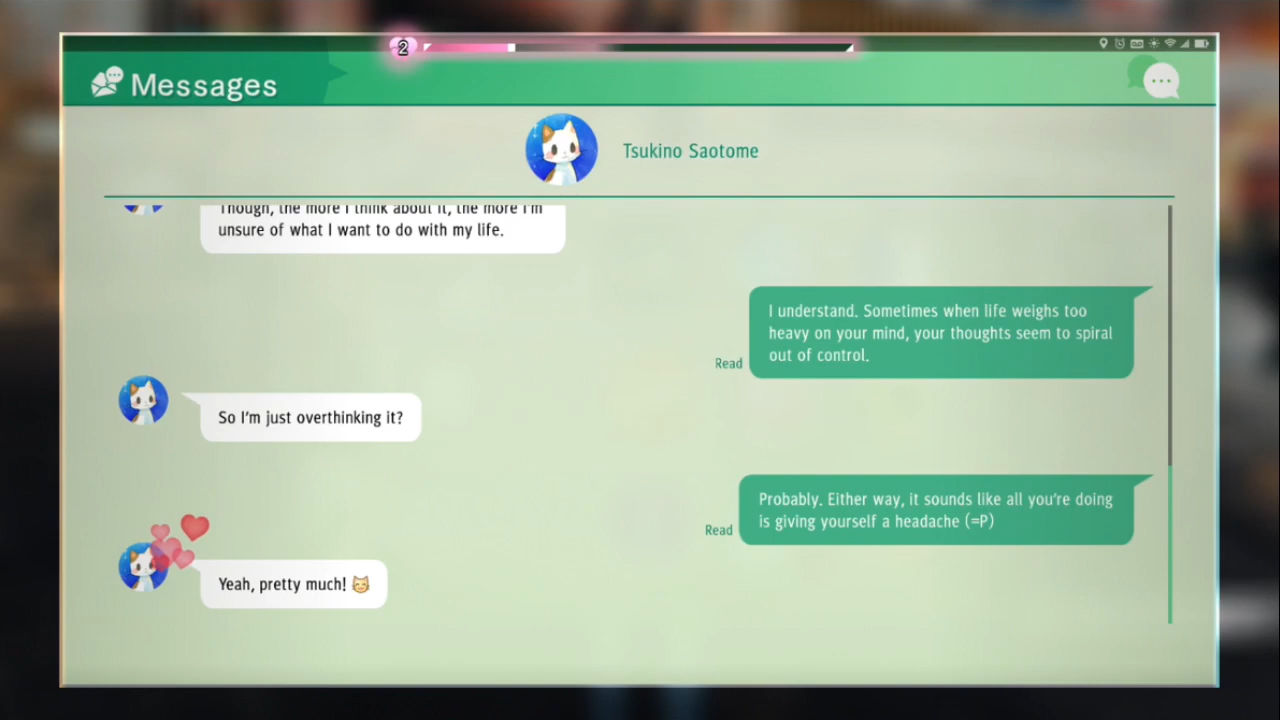 2
Messages
Tsukino Saotome
Though, the more I think about it, the more I'm
unsure of what I want to do with my life.
I understand. Sometimes when life weighs too
heavy on your mind, your thoughts seem to spiral
out of control.
Read
So I'm just overthinking it?
Probably. Either way, it sounds like all you're doing
is giving yourself a headache (=P)
Read
Yeah, pretty much! 😸